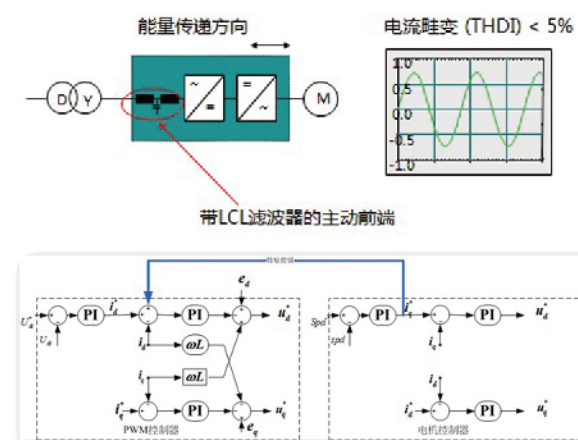 能量传递方向
电流畸变 (THDI) < 5%
D Y
~
=
=
~
M
1.0
0.5
0.0
-0.5
-1.0
带LCL滤波器的主动前端
e_d
U_d^* PI i_d^* PI u_d^*
U_d
i_d ωL
i_q ωL
i_q^* PI u_q^*
e_q
PWM控制器
Spd^* PI i_q^* PI u_d^*
spd
i_q
i_d
i_d^* PI u_q^*
电机控制器